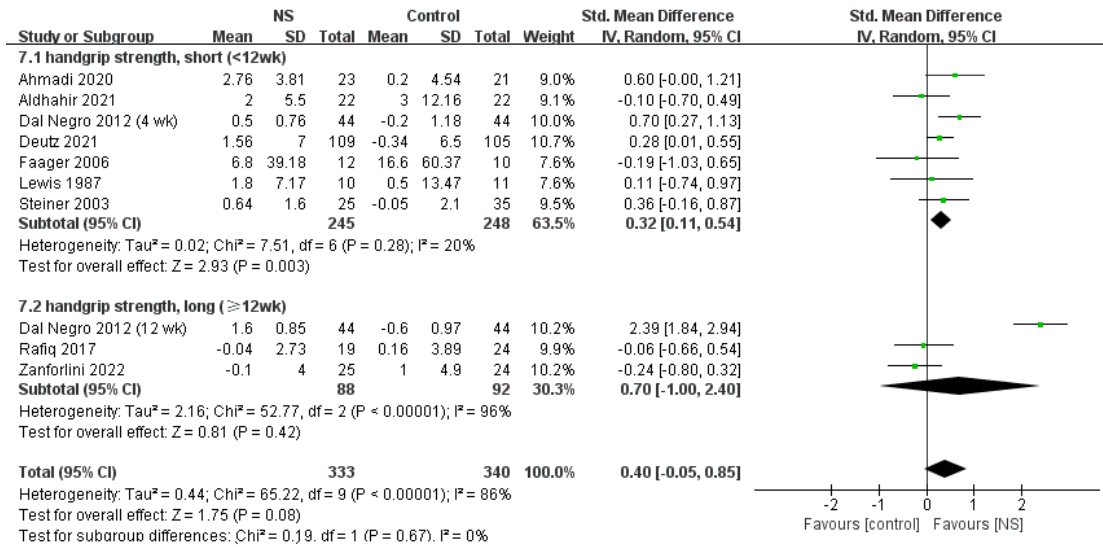 NS Control Std. Mean Difference Std. Mean Difference
Study or Subgroup Mean SD Total Mean SD Total Weight IV, Random, 95% CI IV, Random, 95% CI
7.1 handgrip strength, short (<12wk)
Ahmadi 2020 2.76 3.81 23 0.2 4.54 21 9.0% 0.60 [-0.00, 1.21]
Aldhahir 2021 2 5.5 22 3 12.16 22 9.1% -0.10 [-0.70, 0.49]
Dal Negro 2012 (4 wk) 0.5 0.76 44 -0.2 1.18 44 10.0% 0.70 [0.27, 1.13]
Deutz 2021 1.56 7 109 -0.34 6.5 105 10.7% 0.28 [0.01, 0.55]
Faager 2006 6.8 39.18 12 16.6 60.37 10 7.6% -0.19 [-1.03, 0.65]
Lewis 1987 1.8 7.17 10 0.5 13.47 11 7.6% 0.11 [-0.74, 0.97]
Steiner 2003 0.64 1.6 25 -0.05 2.1 35 9.5% 0.36 [-0.16, 0.87]
Subtotal (95% CI) 245 248 63.5% 0.32 [0.11, 0.54]
Heterogeneity: Tau² = 0.02; Chi² = 7.51, df = 6 (P = 0.28); I² = 20%
Test for overall effect: Z = 2.93 (P = 0.003)
7.2 handgrip strength, long (≥12wk)
Dal Negro 2012 (12 wk) 1.6 0.85 44 -0.6 0.97 44 10.2% 2.39 [1.84, 2.94]
Rafiq 2017 -0.04 2.73 19 0.16 3.89 24 9.9% -0.06 [-0.66, 0.54]
Zanforlini 2022 -0.1 4 25 1 4.9 24 10.2% -0.24 [-0.80, 0.32]
Subtotal (95% CI) 88 92 30.3% 0.70 [-1.00, 2.40]
Heterogeneity: Tau² = 2.16; Chi² = 52.77, df = 2 (P < 0.00001); I² = 96%
Test for overall effect: Z = 0.81 (P = 0.42)
Total (95% CI) 333 340 100.0% 0.40 [-0.05, 0.85]
Heterogeneity: Tau² = 0.44; Chi² = 65.22, df = 9 (P < 0.00001); I² = 86%
Test for overall effect: Z = 1.75 (P = 0.08)
Test for subgroup differences: Chi² = 0.19, df = 1 (P = 0.67), I² = 0%
-2 -1 0 1 2
Favours [control] Favours [NS]